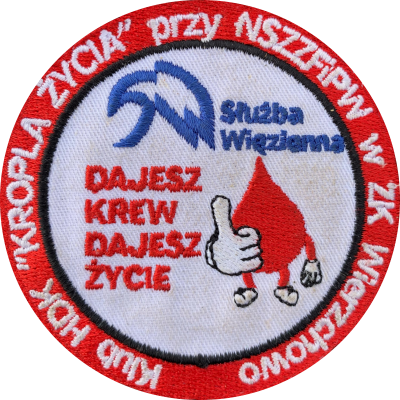 Klub HDK "KROPLA ŻYCIA" przy NSZZFiPW w ZK Wierzchowo
Służba
Więzienna
DAJESZ
KREW
DAJESZ
ŻYCIE